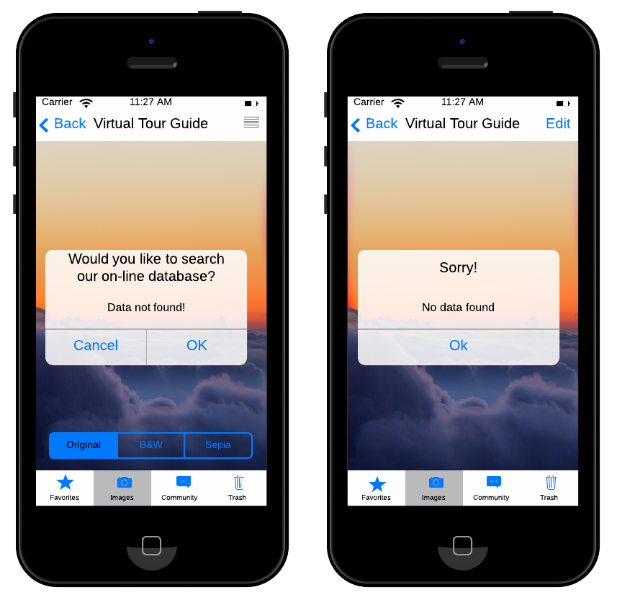 Carrier 11:27 AM
Back Virtual Tour Guide
Would you like to search
our on-line database?
Data not found!
Cancel OK
Original B&W Sepia
Favorites Images Community Trash
Carrier 11:27 AM
Back Virtual Tour Guide Edit
Sorry!
No data found
Ok
Favorites Images Community Trash